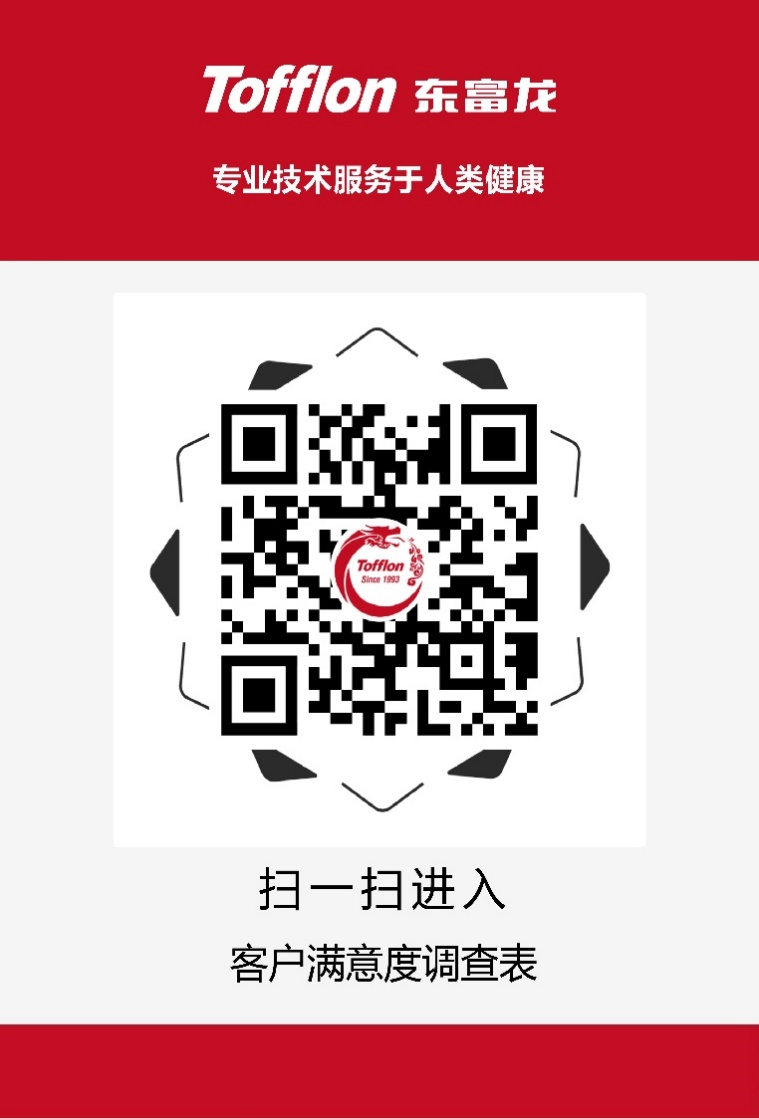 Tofflon 东富龙
专业技术服务于人类健康
Tofflon
Since 1993
扫一扫进入
客户满意度调查表